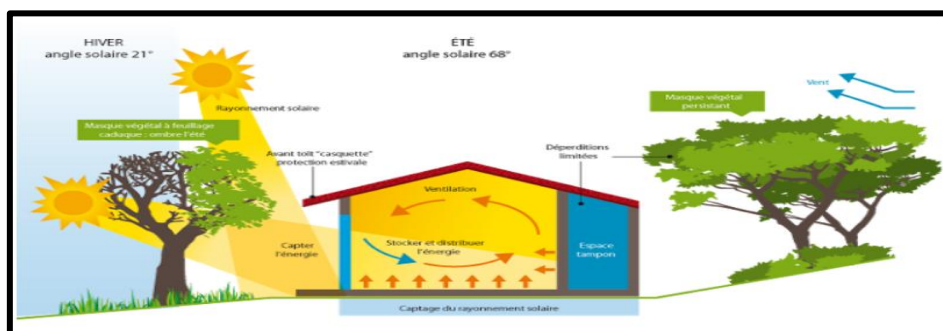 HIVER
angle solaire 21°
ÉTÉ
angle solaire 68°
Rayonnement solaire
Masque végétal à feuillage
caduque : ombre l'été
Avant toit "casquette"
protection estivale
Déperditions
limitées
Masque végétal
persistant
Vent
Ventilation
Capter
l'énergie
Stocker et distribuer
l'énergie
Espace
tampon
Captage du rayonnement solaire